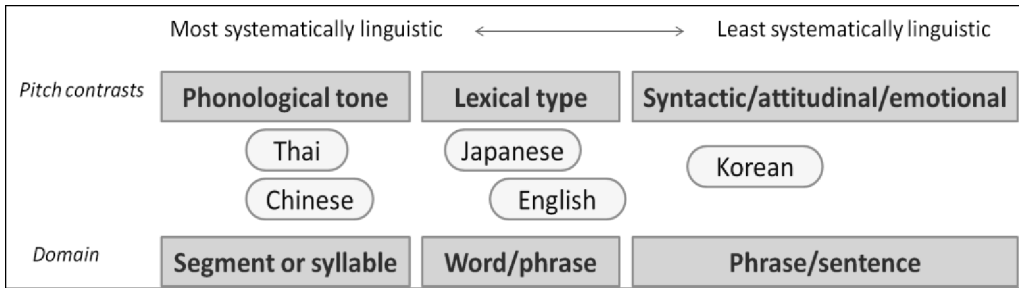 Most systematically linguistic
Least systematically linguistic
Pitch contrasts
Phonological tone
Lexical type
Syntactic/attitudinal/emotional
Thai
Japanese
Korean
Chinese
English
Domain
Segment or syllable
Word/phrase
Phrase/sentence